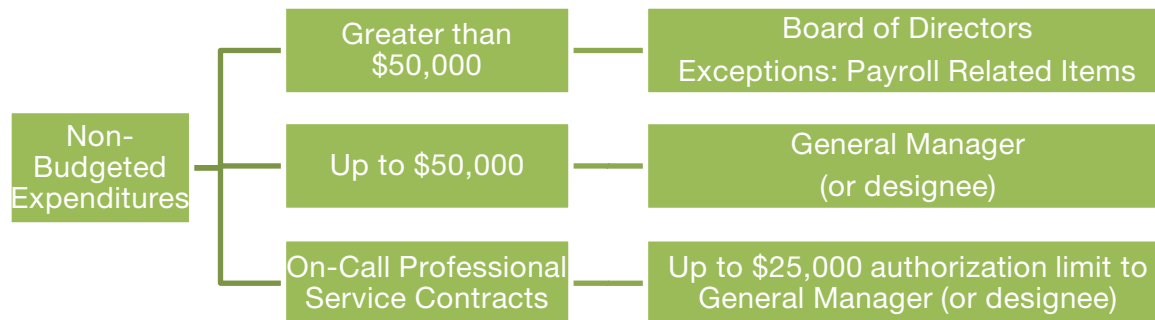 Non-
Budgeted
Expenditures
Greater than
$50,000
Board of Directors
Exceptions: Payroll Related Items
Up to $50,000
General Manager
(or designee)
On-Call Professional
Service Contracts
Up to $25,000 authorization limit to
General Manager (or designee)